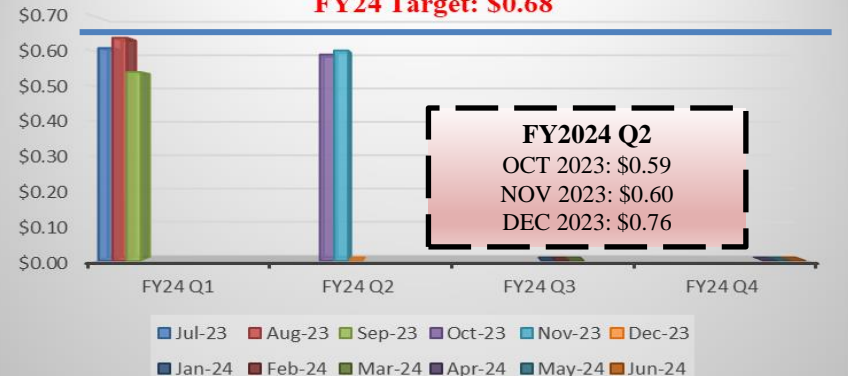 FY24 Target: $0.68
$0.70
$0.60
$0.50
$0.40
$0.30
$0.20
$0.10
$0.00
FY2024 Q2
OCT 2023: $0.59
NOV 2023: $0.60
DEC 2023: $0.76
FY24 Q1 FY24 Q2 FY24 Q3 FY24 Q4
Jul-23 Aug-23 Sep-23 Oct-23 Nov-23 Dec-23
Jan-24 Feb-24 Mar-24 Apr-24 May-24 Jun-24